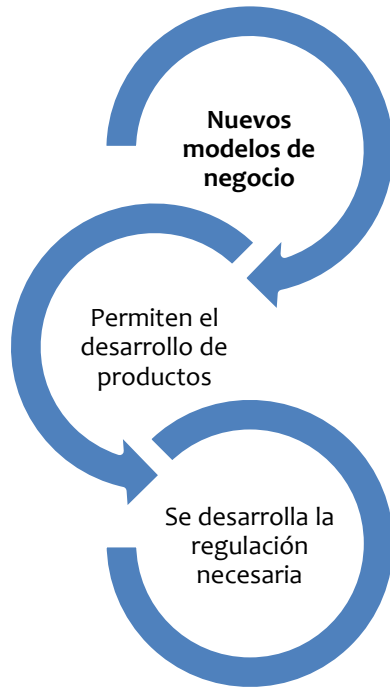 Nuevos
modelos de
negocio
Permiten el
desarrollo de
productos
Se desarrolla la
regulación
necesaria